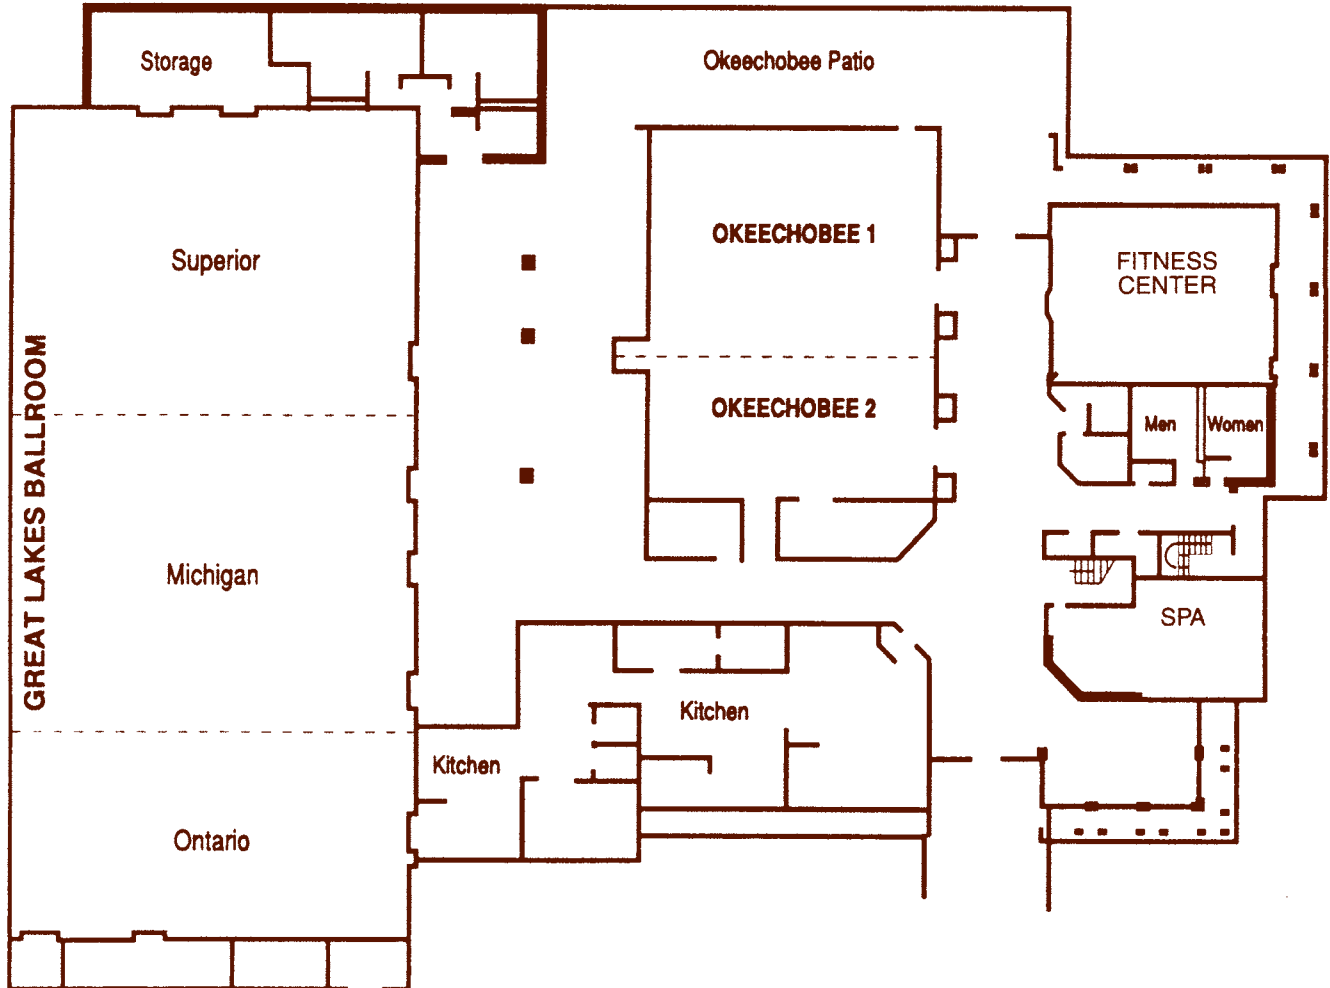 Storage
Okeechobee Patio
Superior
OKEECHOBEE 1
FITNESS
CENTER
GREAT LAKES BALLROOM
OKEECHOBEE 2
Men
Women
Michigan
SPA
Kitchen
Kitchen
Ontario